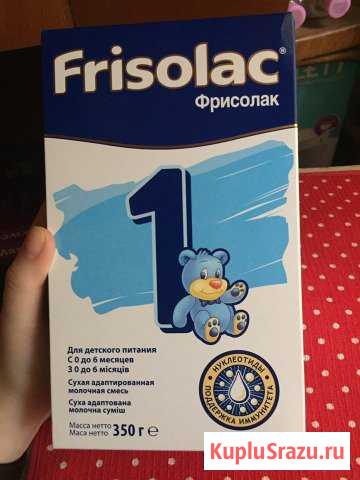 Frisolac®
Фрисолак
1
Для детского питания
С 0 до 6 месяцев
З 0 до 6 місяців
Сухая адаптированная
молочная смесь
Суха адаптована
молочна суміш
Масса нетто
Маса нетто 350 г е
НУКЛЕОТИДЫ
ПОДДЕРЖКА ИММУНИТЕТА
KupluSrazu.ru